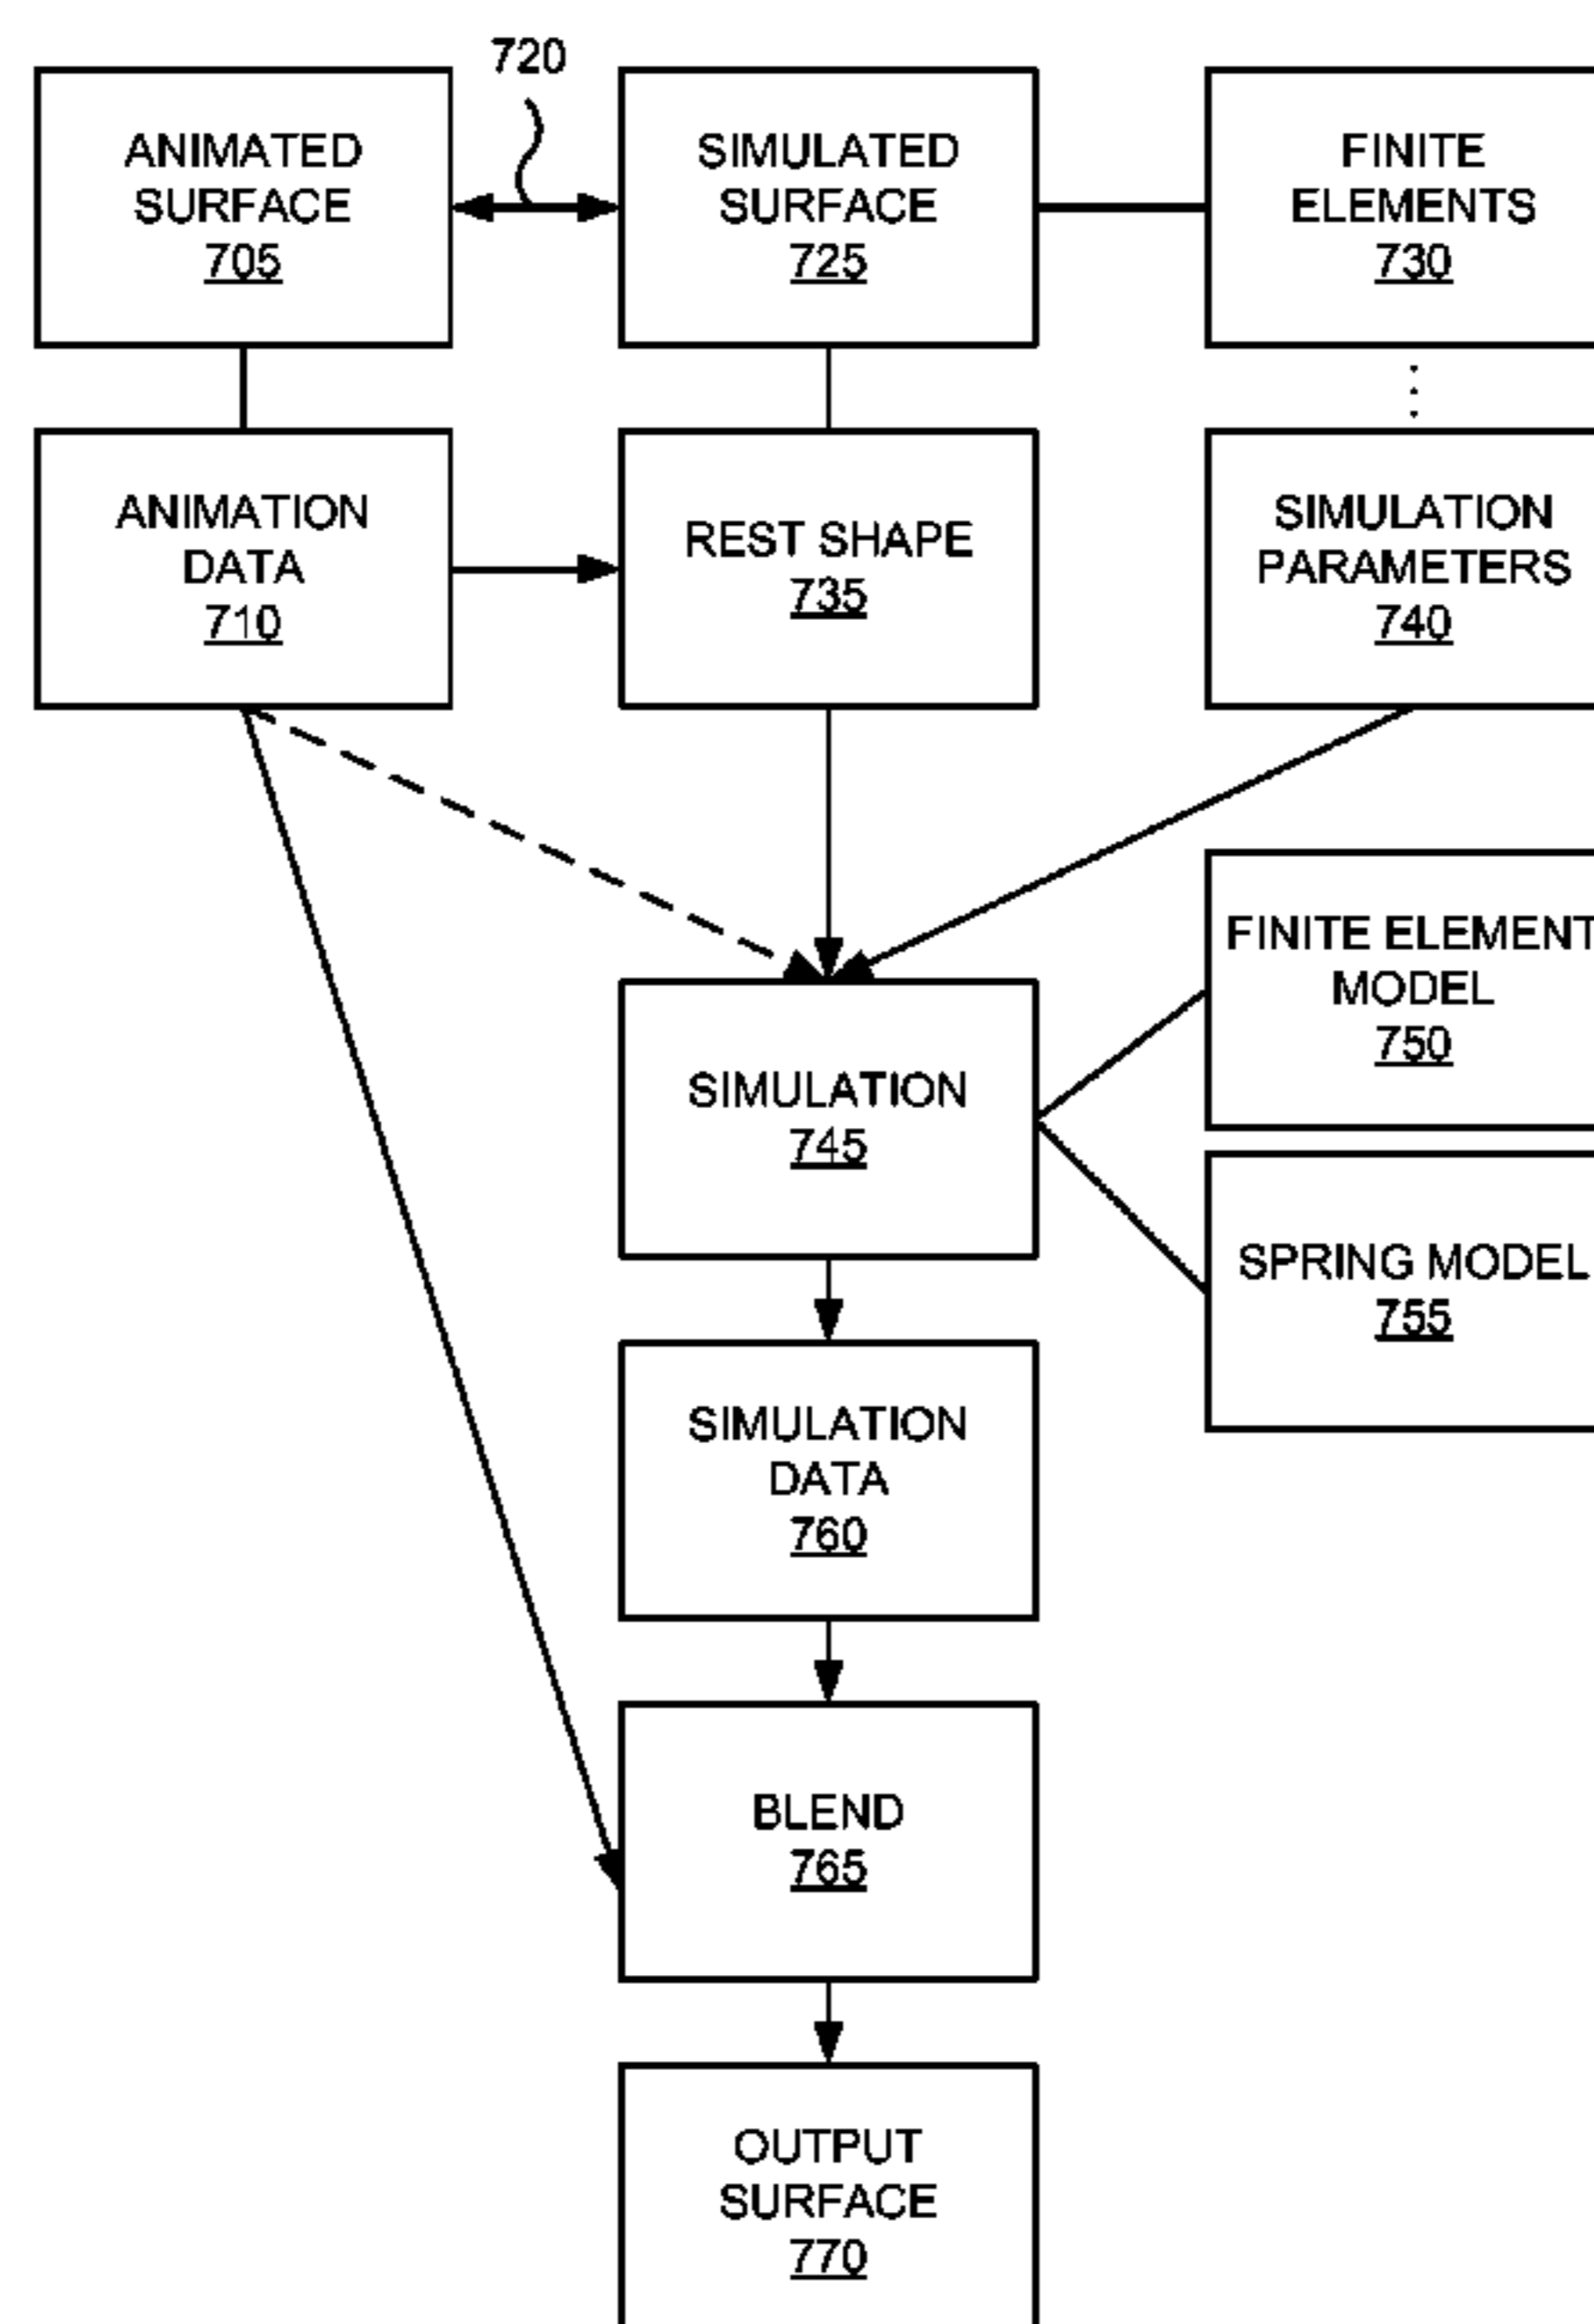 720
ANIMATED
SURFACE
705
SIMULATED
SURFACE
725
FINITE
ELEMENTS
730
ANIMATION
DATA
710
REST SHAPE
735
SIMULATION
PARAMETERS
740
FINITE ELEMENT
MODEL
750
SIMULATION
745
SPRING MODEL
755
SIMULATION
DATA
760
BLEND
765
OUTPUT
SURFACE
770